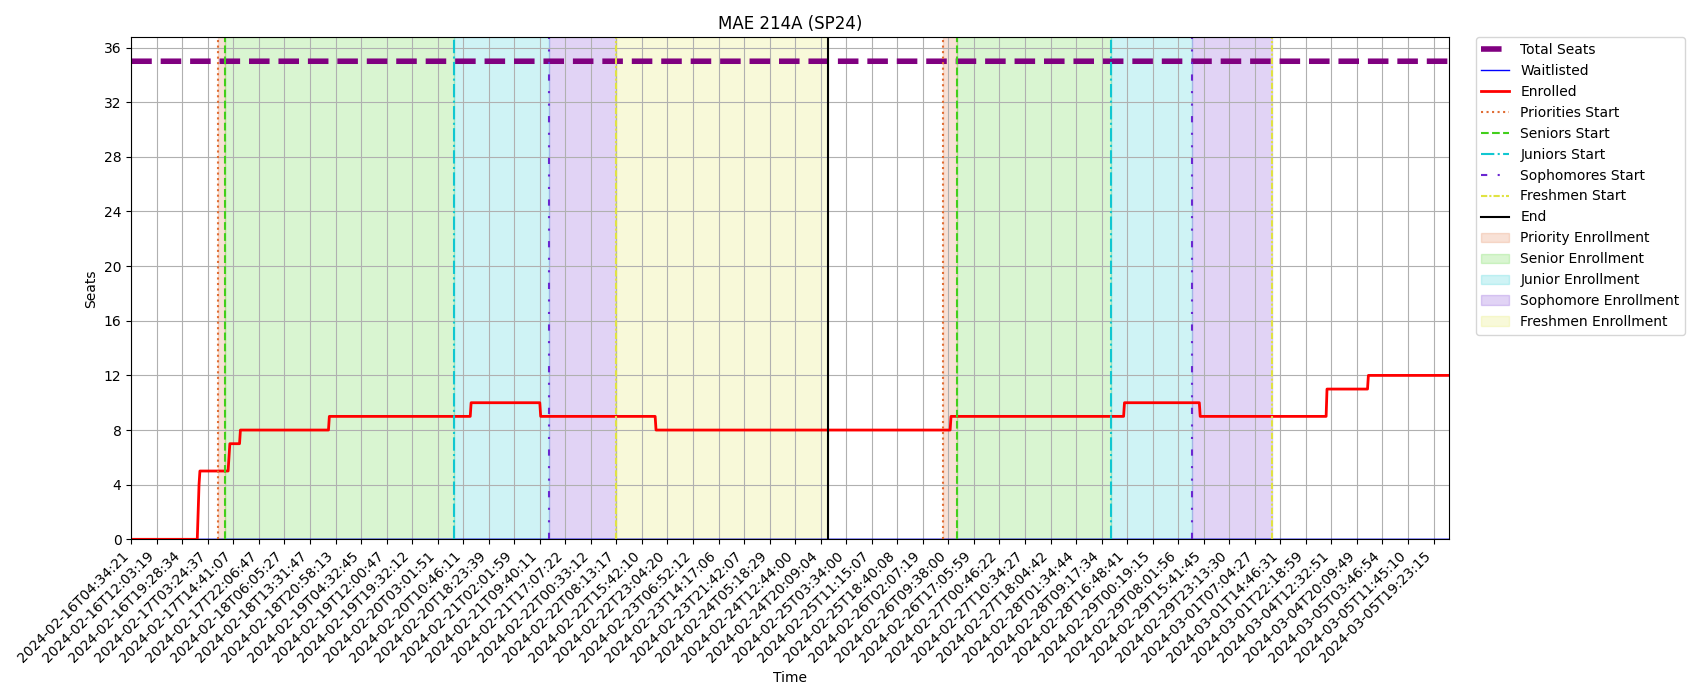 MAE 214A (SP24)
36
32
28
24
20
16
12
8
4
0
Seats
2024-02-16T04:34:21
2024-02-16T12:03:19
2024-02-16T19:28:34
2024-02-17T03:24:37
2024-02-17T14:41:07
2024-02-17T22:06:47
2024-02-18T06:05:27
2024-02-18T13:31:47
2024-02-18T20:58:13
2024-02-19T04:32:45
2024-02-19T12:00:47
2024-02-19T19:32:12
2024-02-20T03:01:51
2024-02-20T10:46:11
2024-02-20T18:23:39
2024-02-21T02:01:59
2024-02-21T09:40:11
2024-02-21T17:07:22
2024-02-22T00:33:12
2024-02-22T08:13:17
2024-02-22T15:42:10
2024-02-22T23:04:20
2024-02-23T06:52:12
2024-02-23T14:17:06
2024-02-23T21:42:07
2024-02-24T05:18:29
2024-02-24T12:44:00
2024-02-24T20:09:04
2024-02-25T03:34:00
2024-02-25T11:15:07
2024-02-25T18:40:08
2024-02-26T02:07:19
2024-02-26T09:38:00
2024-02-26T17:05:59
2024-02-27T00:46:22
2024-02-27T10:34:27
2024-02-27T18:04:42
2024-02-28T01:34:44
2024-02-28T09:17:34
2024-02-28T16:48:41
2024-02-29T00:19:15
2024-02-29T08:01:56
2024-02-29T15:41:45
2024-02-29T23:13:30
2024-03-01T07:04:27
2024-03-01T14:46:31
2024-03-01T22:18:59
2024-03-04T12:32:51
2024-03-04T20:09:49
2024-03-05T03:46:54
2024-03-05T11:45:10
2024-03-05T19:23:15
Time
Total Seats
Waitlisted
Enrolled
Priorities Start
Seniors Start
Juniors Start
Sophomores Start
Freshmen Start
End
Priority Enrollment
Senior Enrollment
Junior Enrollment
Sophomore Enrollment
Freshmen Enrollment